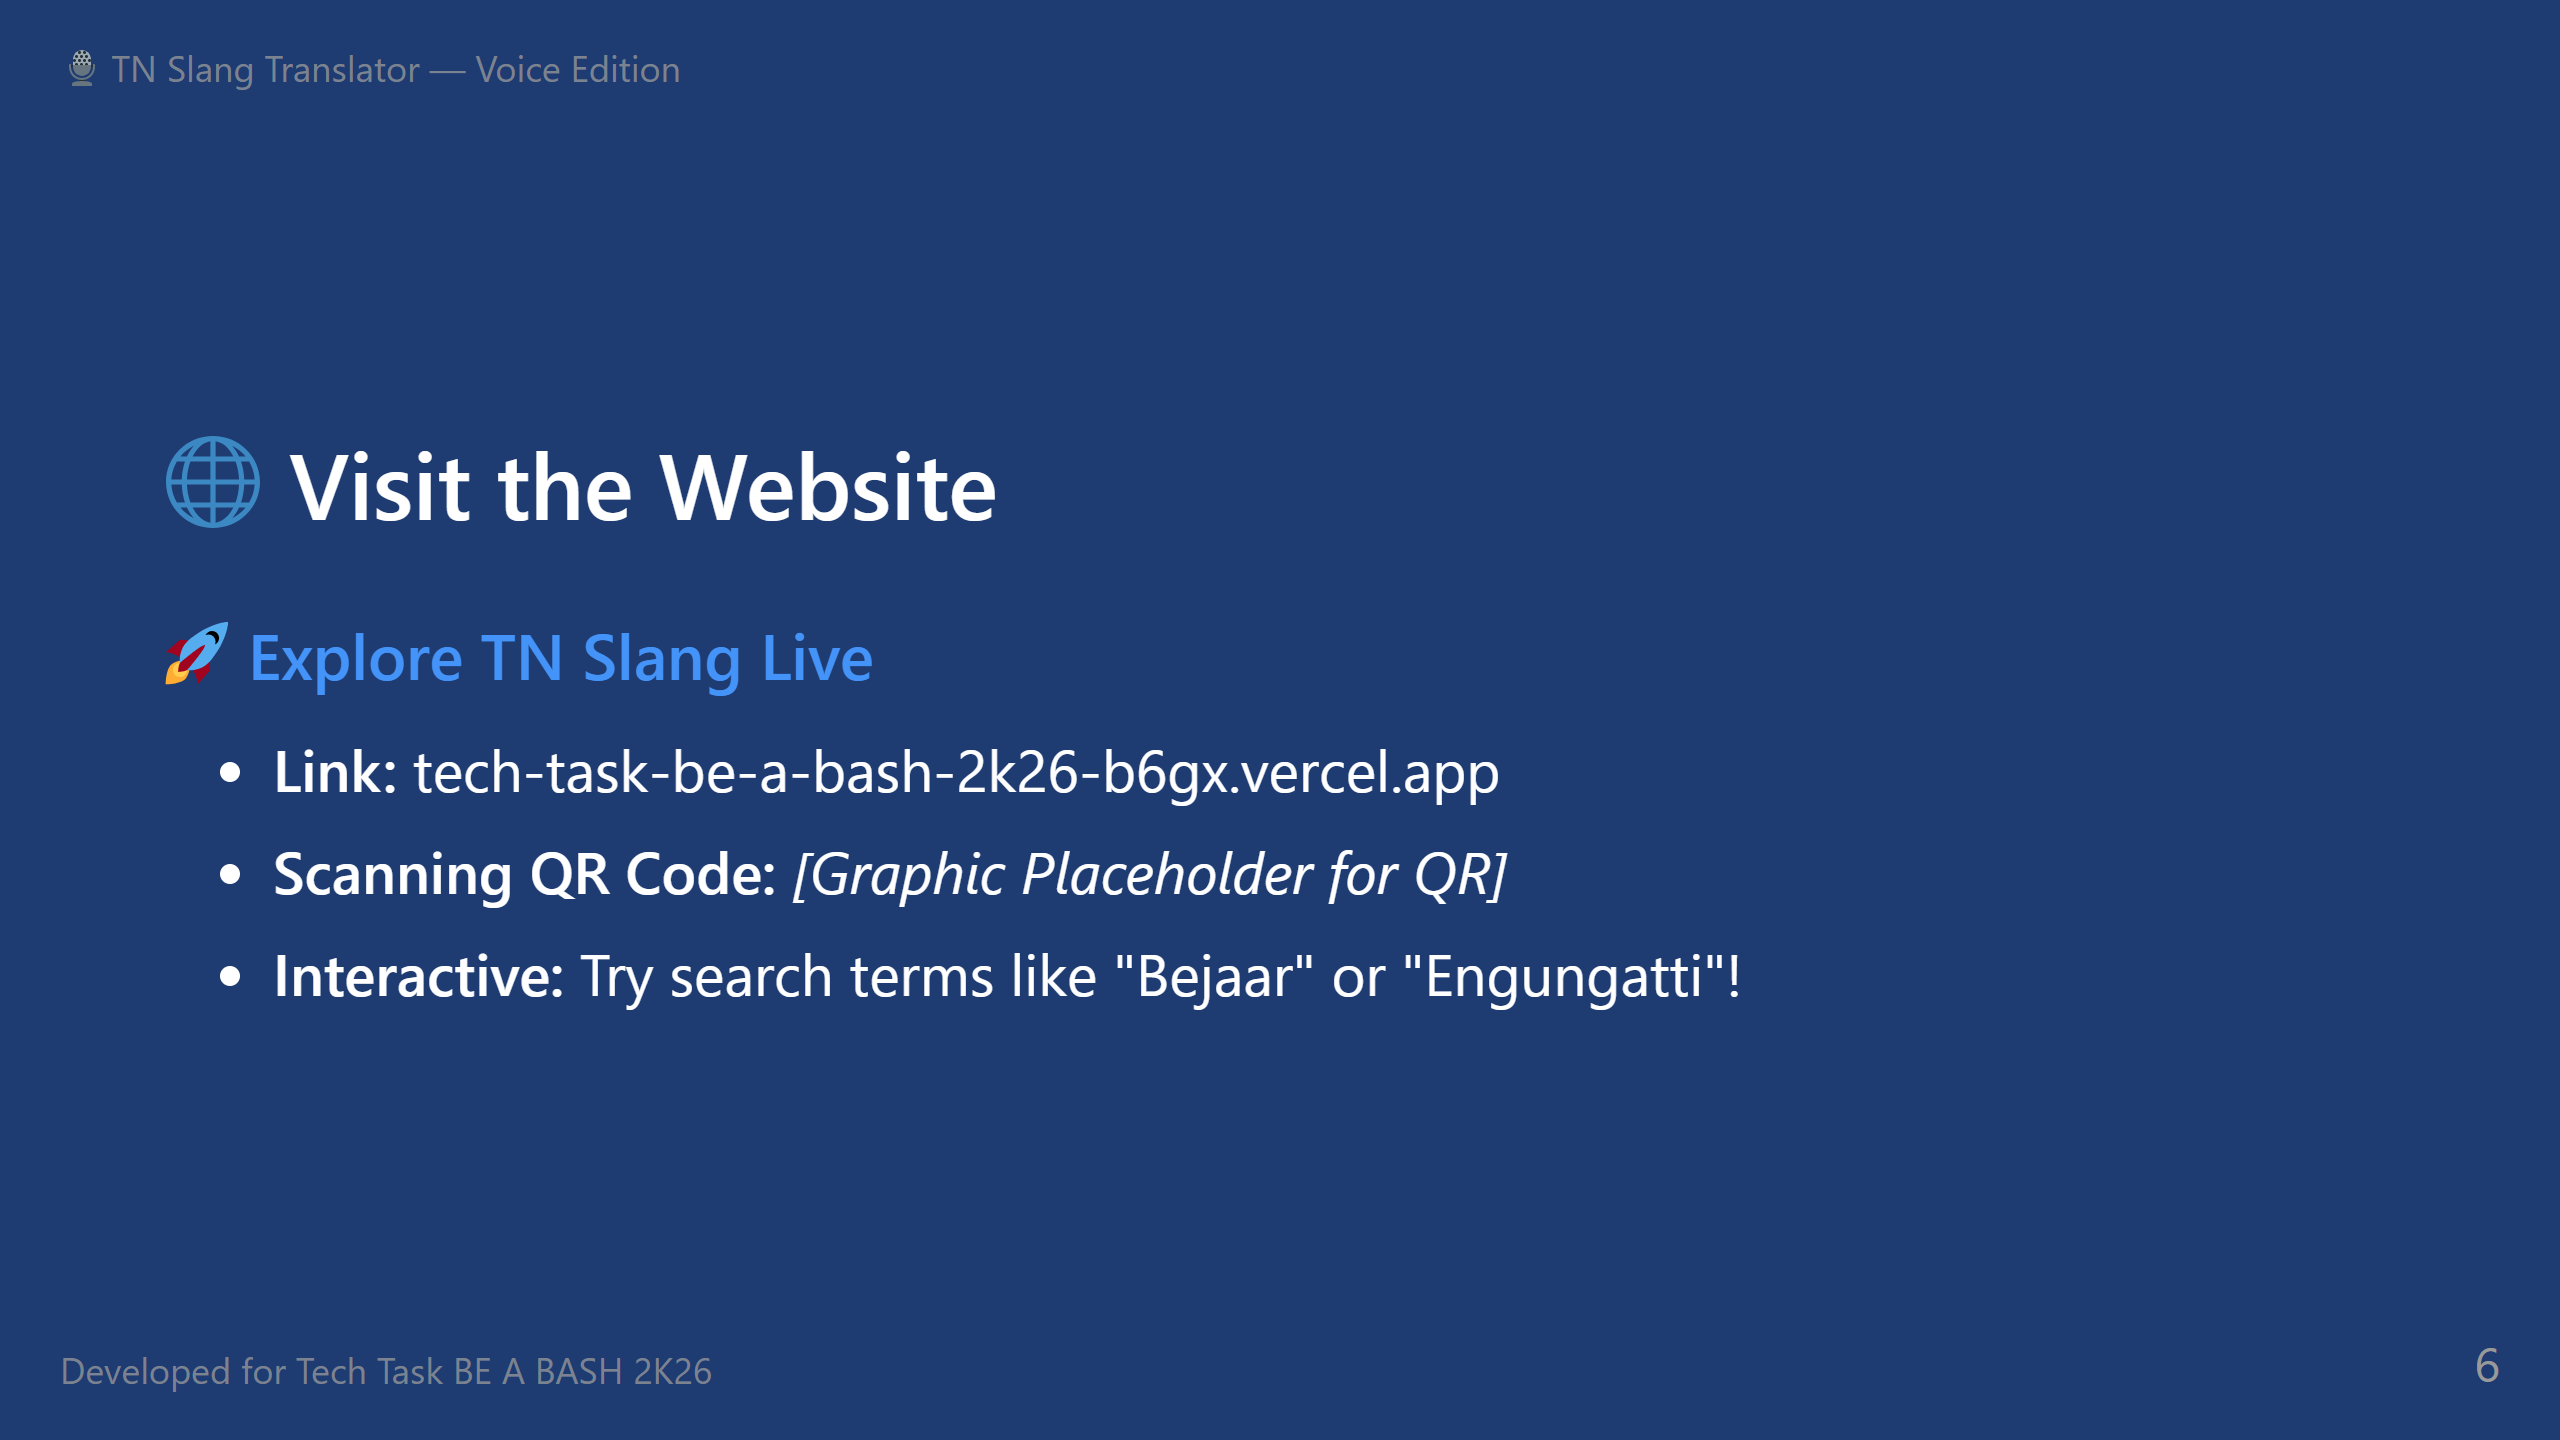 TN Slang Translator — Voice Edition
Visit the Website
Explore TN Slang Live
• Link: tech-task-be-a-bash-2k26-b6gx.vercel.app
• Scanning QR Code: [Graphic Placeholder for QR]
• Interactive: Try search terms like "Bejaar" or "Engungatti"!
Developed for Tech Task BE A BASH 2K26
6